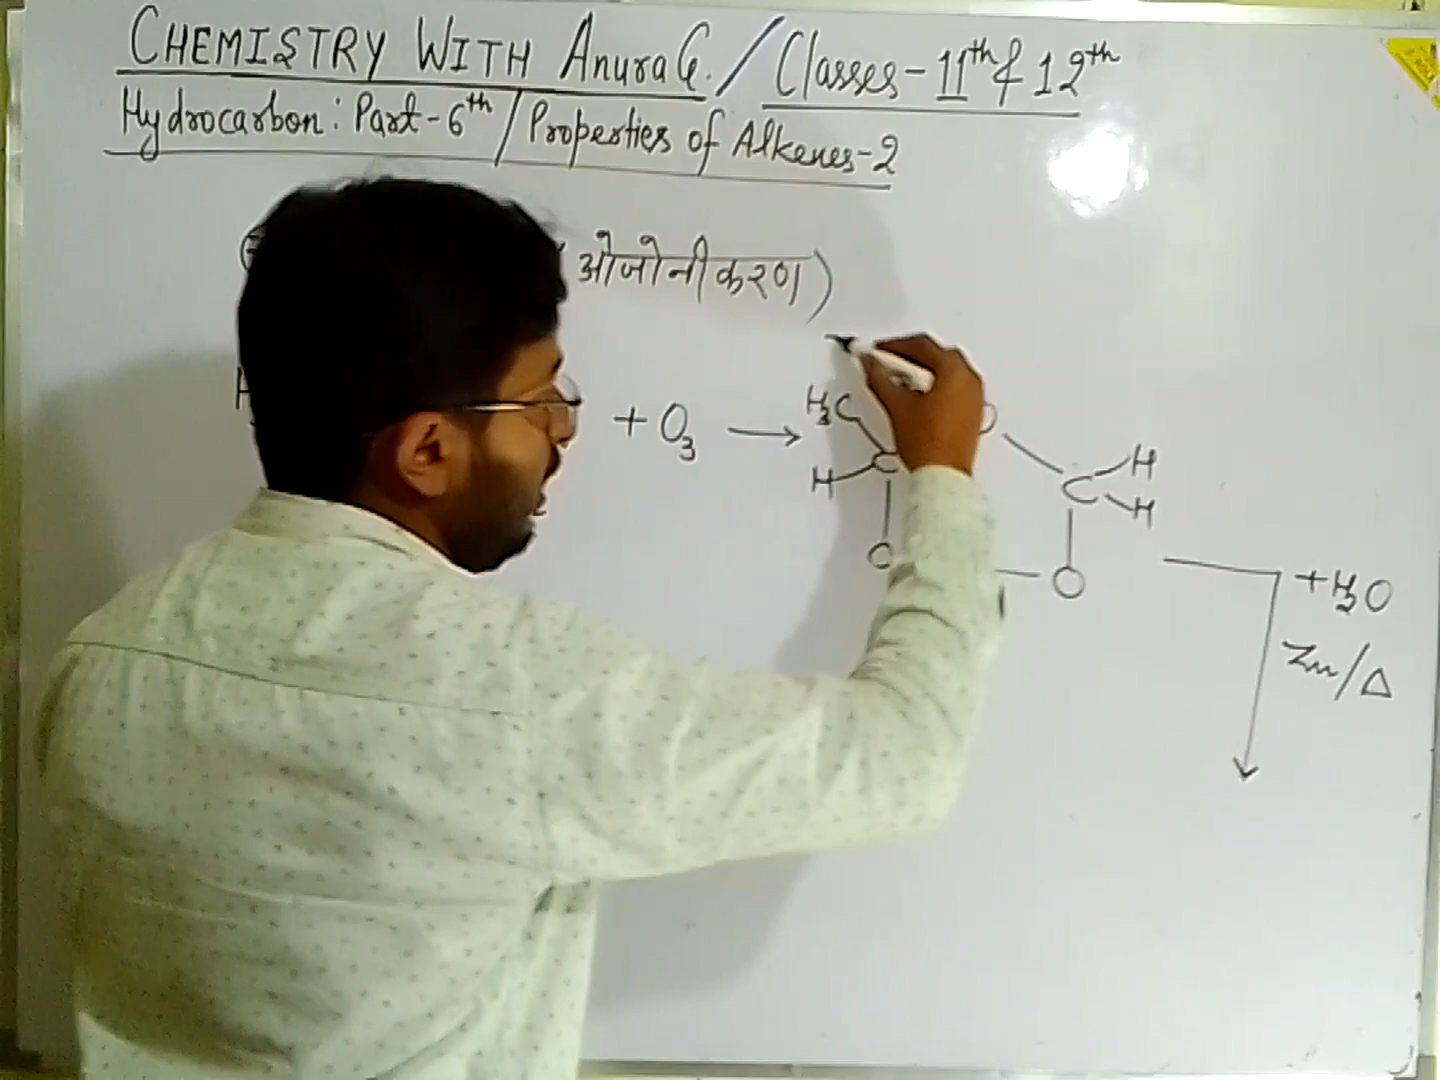 CHEMISTRY WITH AnuraG. / Classes - 11th & 12th
Hydrocarbon: Part-6th / Properties of Alkenes-2
ओजोनीकरण)
+ O3 → H3C
H C
C H
H
O
O
+H2O
Zn/Δ